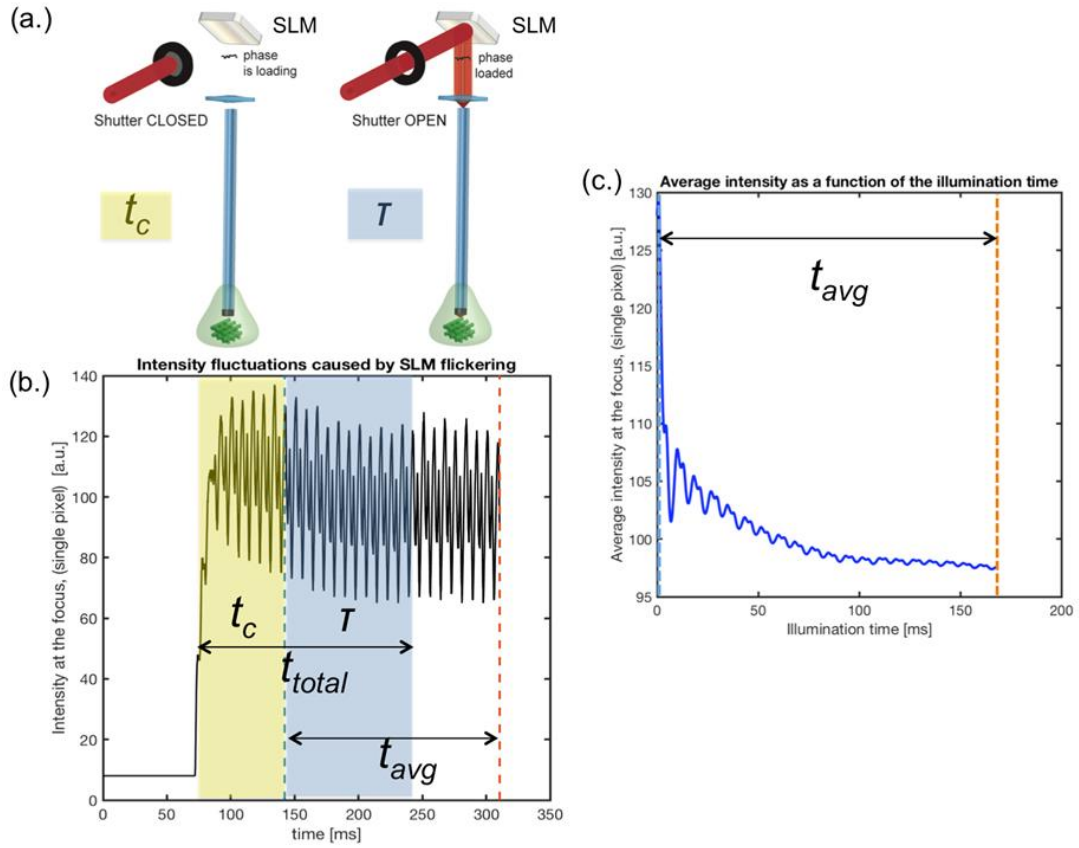 (a.)
SLM
phase
is loading
Shutter CLOSED
t_c
SLM
phase
loaded
Shutter OPEN
τ
(b.)
Intensity fluctuations caused by SLM flickering
Intensity at the focus, (single pixel) [a.u.]
140
120
100
80
60
40
20
0
t_c
τ
t_total
t_avg
0 50 100 150 200 250 300 350
time [ms]
(c.)
Average intensity as a function of the illumination time
Average intensity at the focus, (single pixel) [a.u.]
130
125
120
115
110
105
100
95
t_avg
0 50 100 150 200
Illumination time [ms]